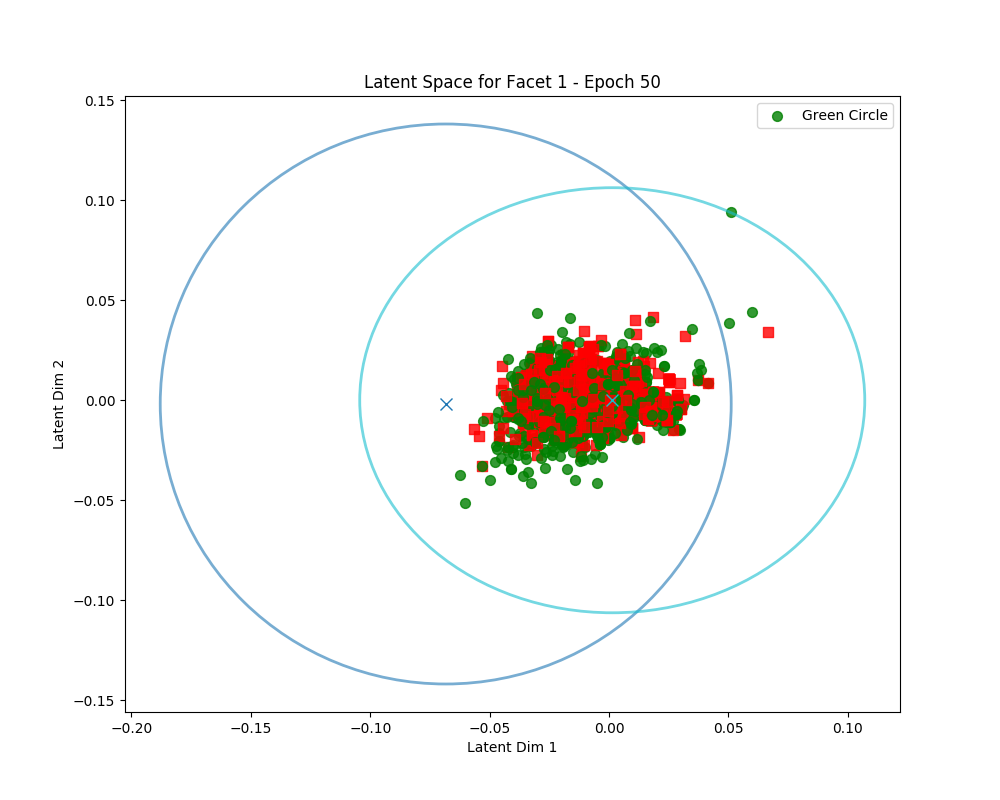 Latent Space for Facet 1 - Epoch 50
Green Circle
0.15
0.10
0.05
0.00
−0.05
−0.10
−0.15
Latent Dim 2
−0.20 −0.15 −0.10 −0.05 0.00 0.05 0.10
Latent Dim 1